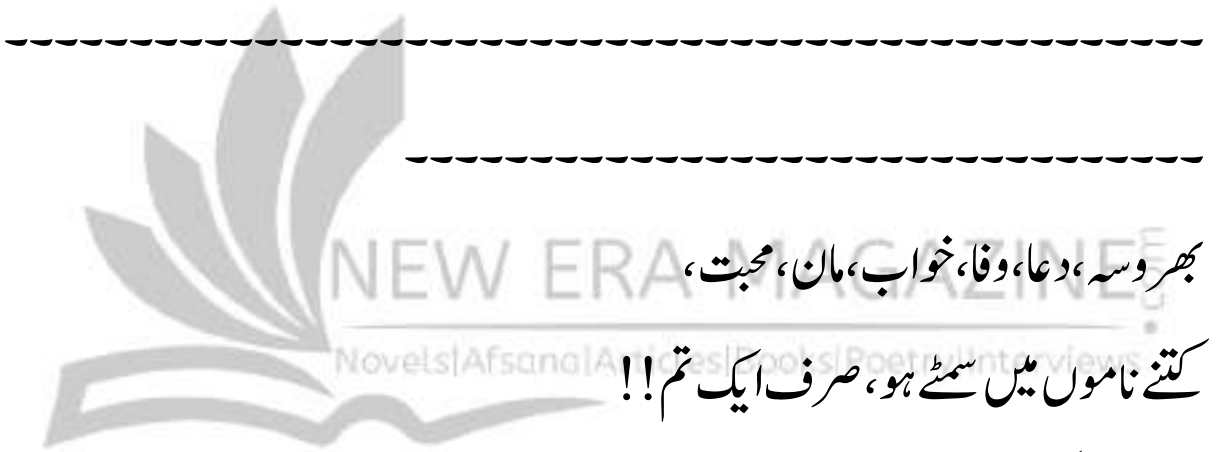 بھروسہ،دعا،وفا،خواب،مان،محبت،
کتنے ناموں میں سمٹے ہو، صرف ایک تم!!
NEW ERA MAGAZINE
Novels|Afsana|Articles|Books|Poetry|Interviews